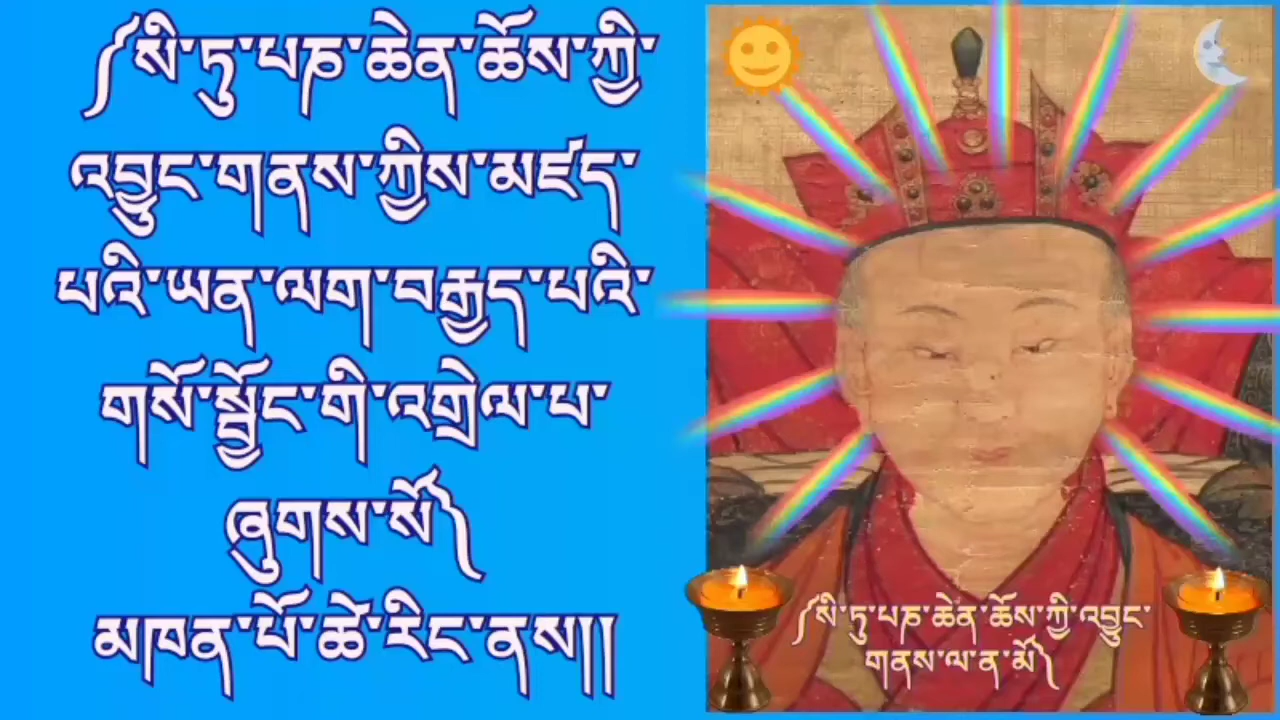 ༼སི་ཏུ་པཎ་ཆེན་ཆོས་ཀྱི་
འབྱུང་གནས་ཀྱིས་མཛད་
པའི་ཡན་ལག་བརྒྱད་པའི་
གསོ་སྦྱོང་གི་འགྲེལ་པ་
ཞུགས་སོ༽
མཁན་པོ་ཚེ་རིང་ནས།།
༼སི་ཏུ་པཎ་ཆེན་ཆོས་ཀྱི་འབྱུང་
གནས་ལ་ན་མོ༽